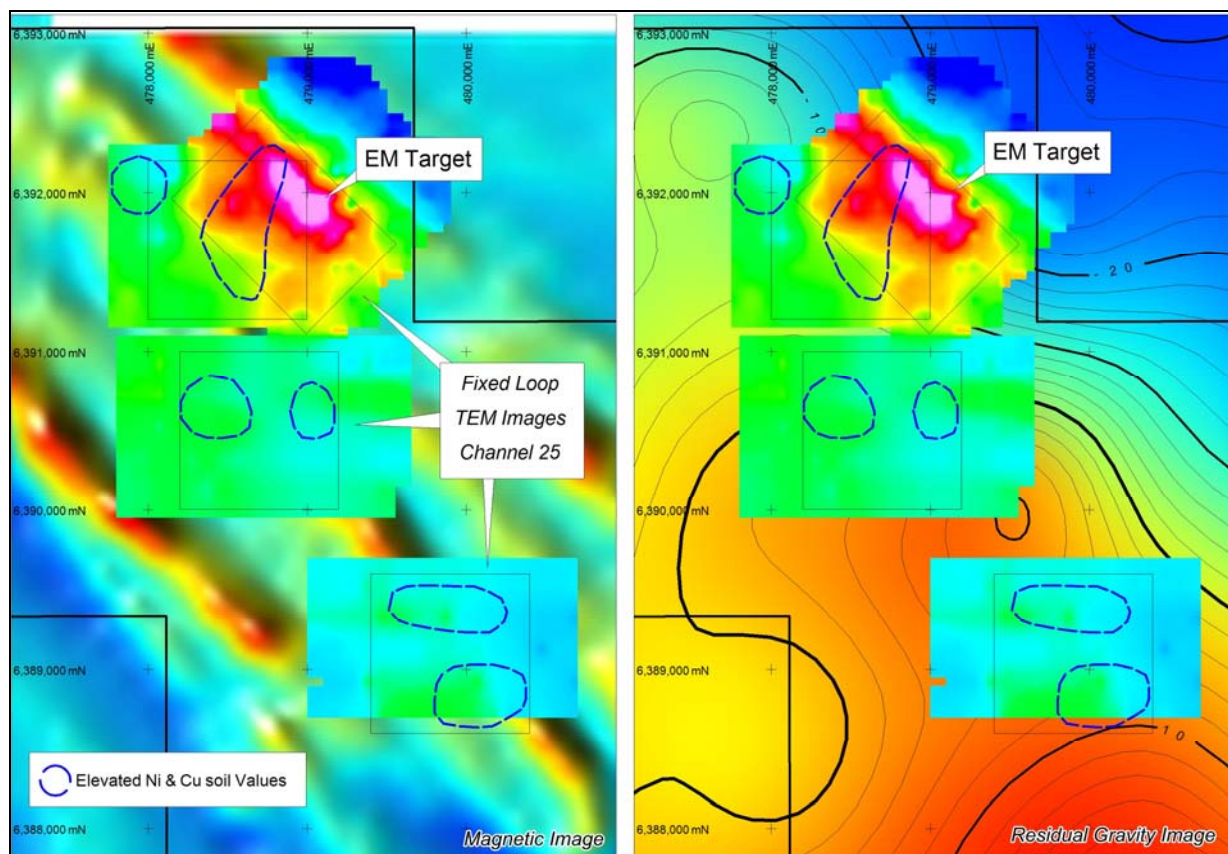 6,393,000 mN
478,000 mE
479,000 mE
480,000 mE
EM Target
6,392,000 mN
6,391,000 mN
Fixed Loop
TEM Images
Channel 25
6,390,000 mN
6,389,000 mN
Elevated Ni & Cu soil Values
6,388,000 mN
Magnetic Image
6,393,000 mN
478,000 mE
479,000 mE
480,000 mE
-10
EM Target
6,392,000 mN
-20
6,391,000 mN
6,390,000 mN
6,389,000 mN
-10
6,388,000 mN
Residual Gravity Image